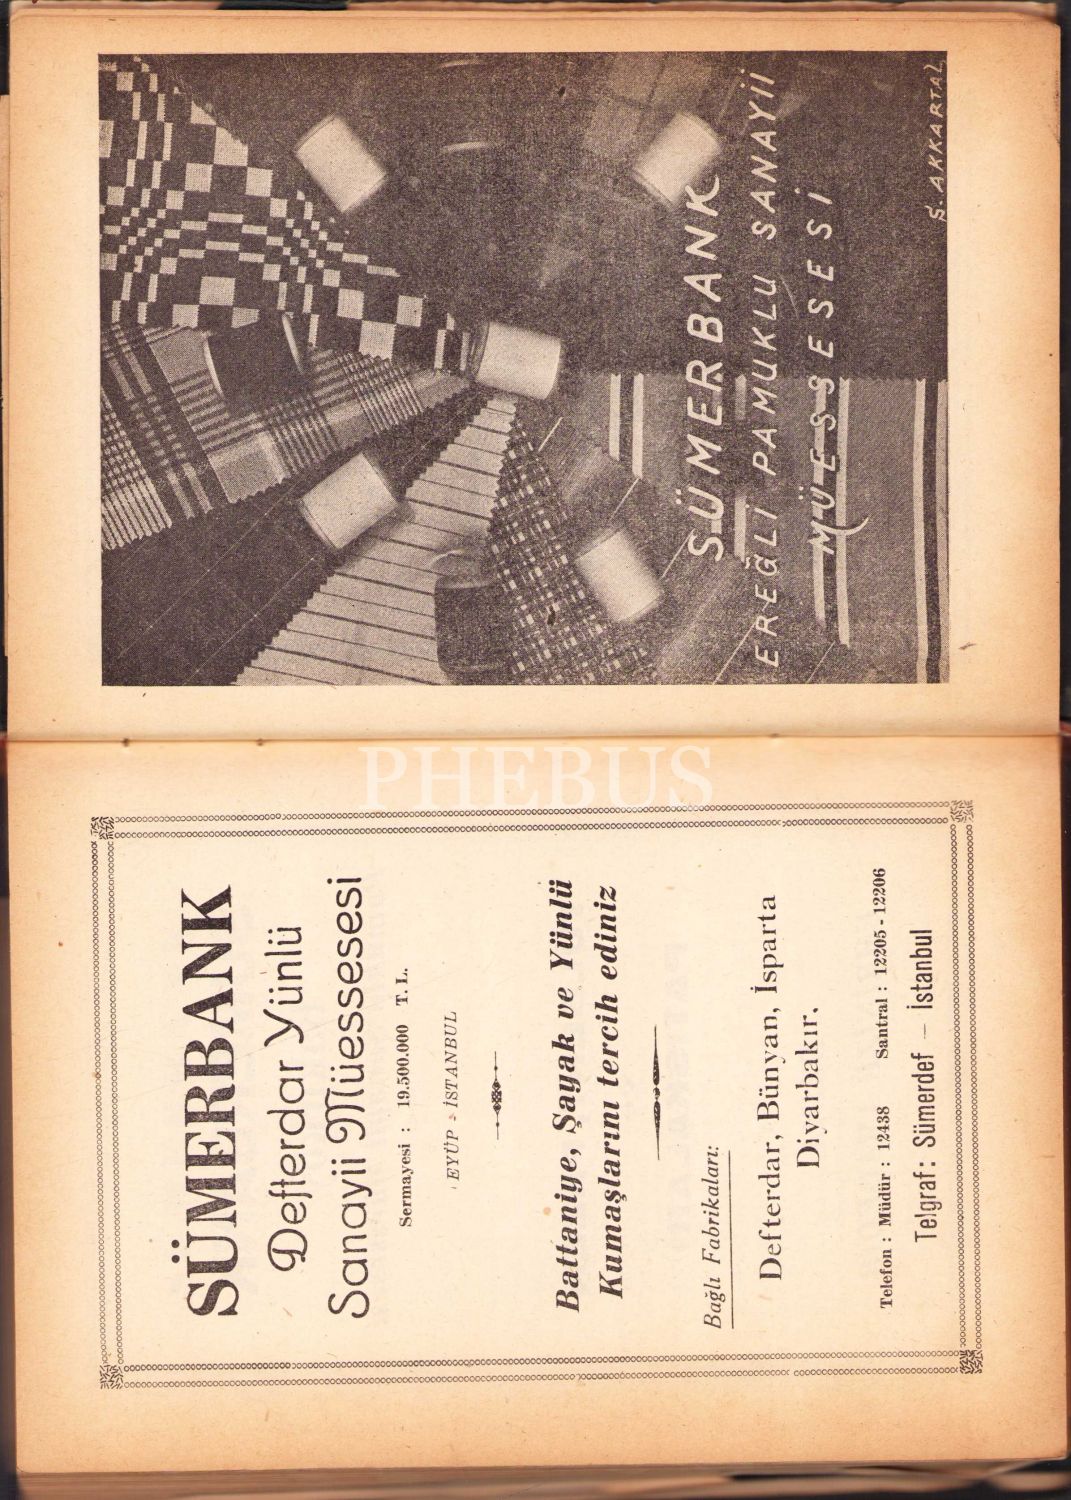 SÜMERBANK
Defterdar Yünlü
Sanayii Müessesesi
Sermayesi : 19.500.000 T. L.
EYÜP - İSTANBUL
Battaniye, Şayak ve Yünlü
Kumaşlarını tercih ediniz
Bağlı Fabrikaları:
Defterdar, Bünyan, İsparta
Diyarbakır.
Telefon : Müdür : 12438 Santral : 12205 - 12206
Telgraf: Sümerdef — İstanbul
SÜMERBANK
EREĞLİ PAMUKLU SANAYİİ
MÜESSESESİ
Ş. AKKARTAL
PHEBUS